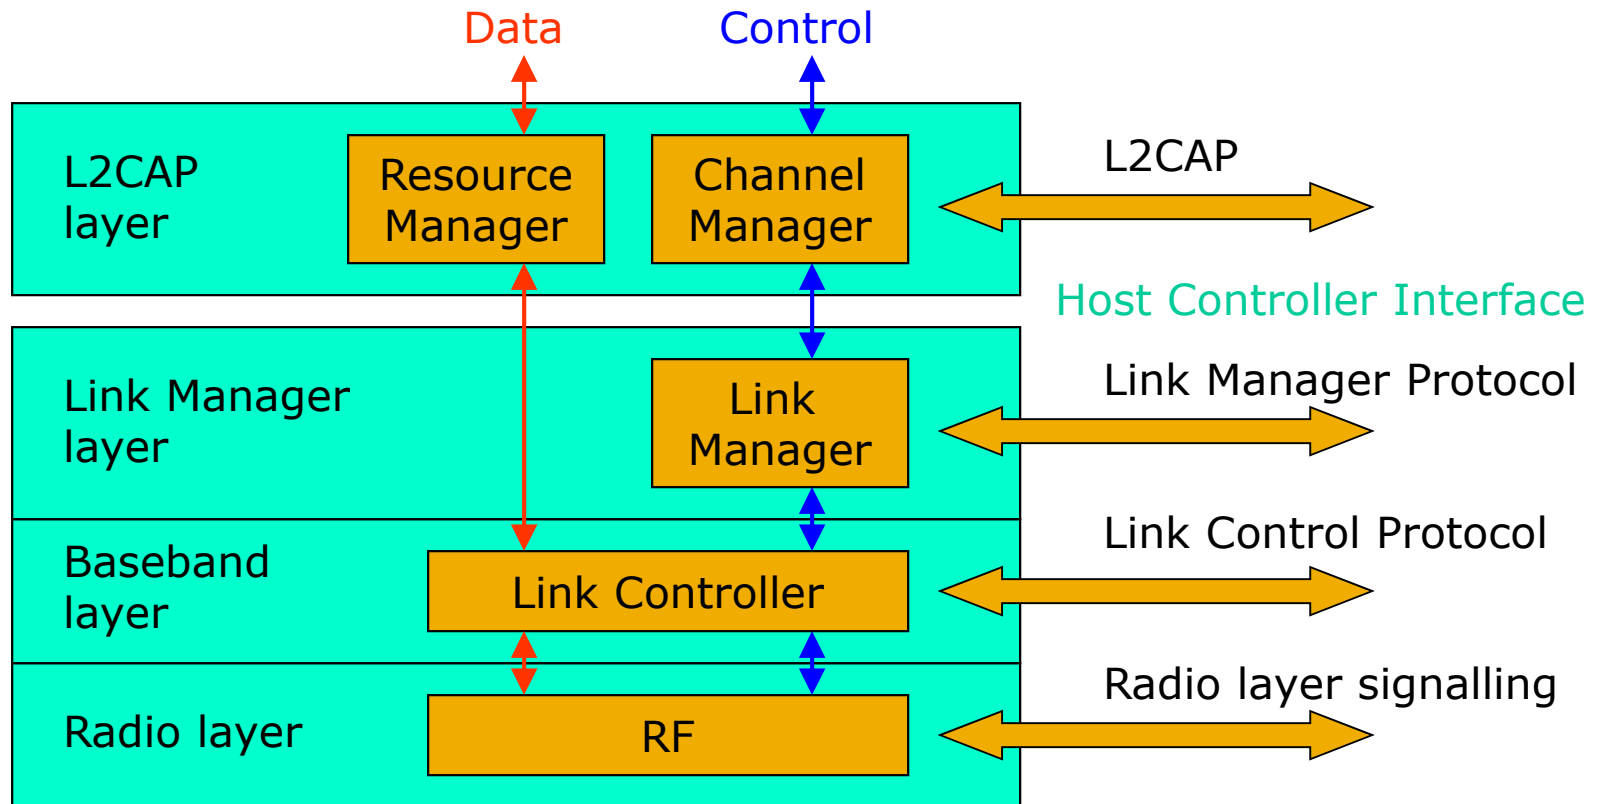 Data
Control
L2CAP
layer
Resource
Manager
Channel
Manager
L2CAP
Host Controller Interface
Link Manager
layer
Link
Manager
Link Manager Protocol
Baseband
layer
Link Controller
Link Control Protocol
Radio layer
RF
Radio layer signalling